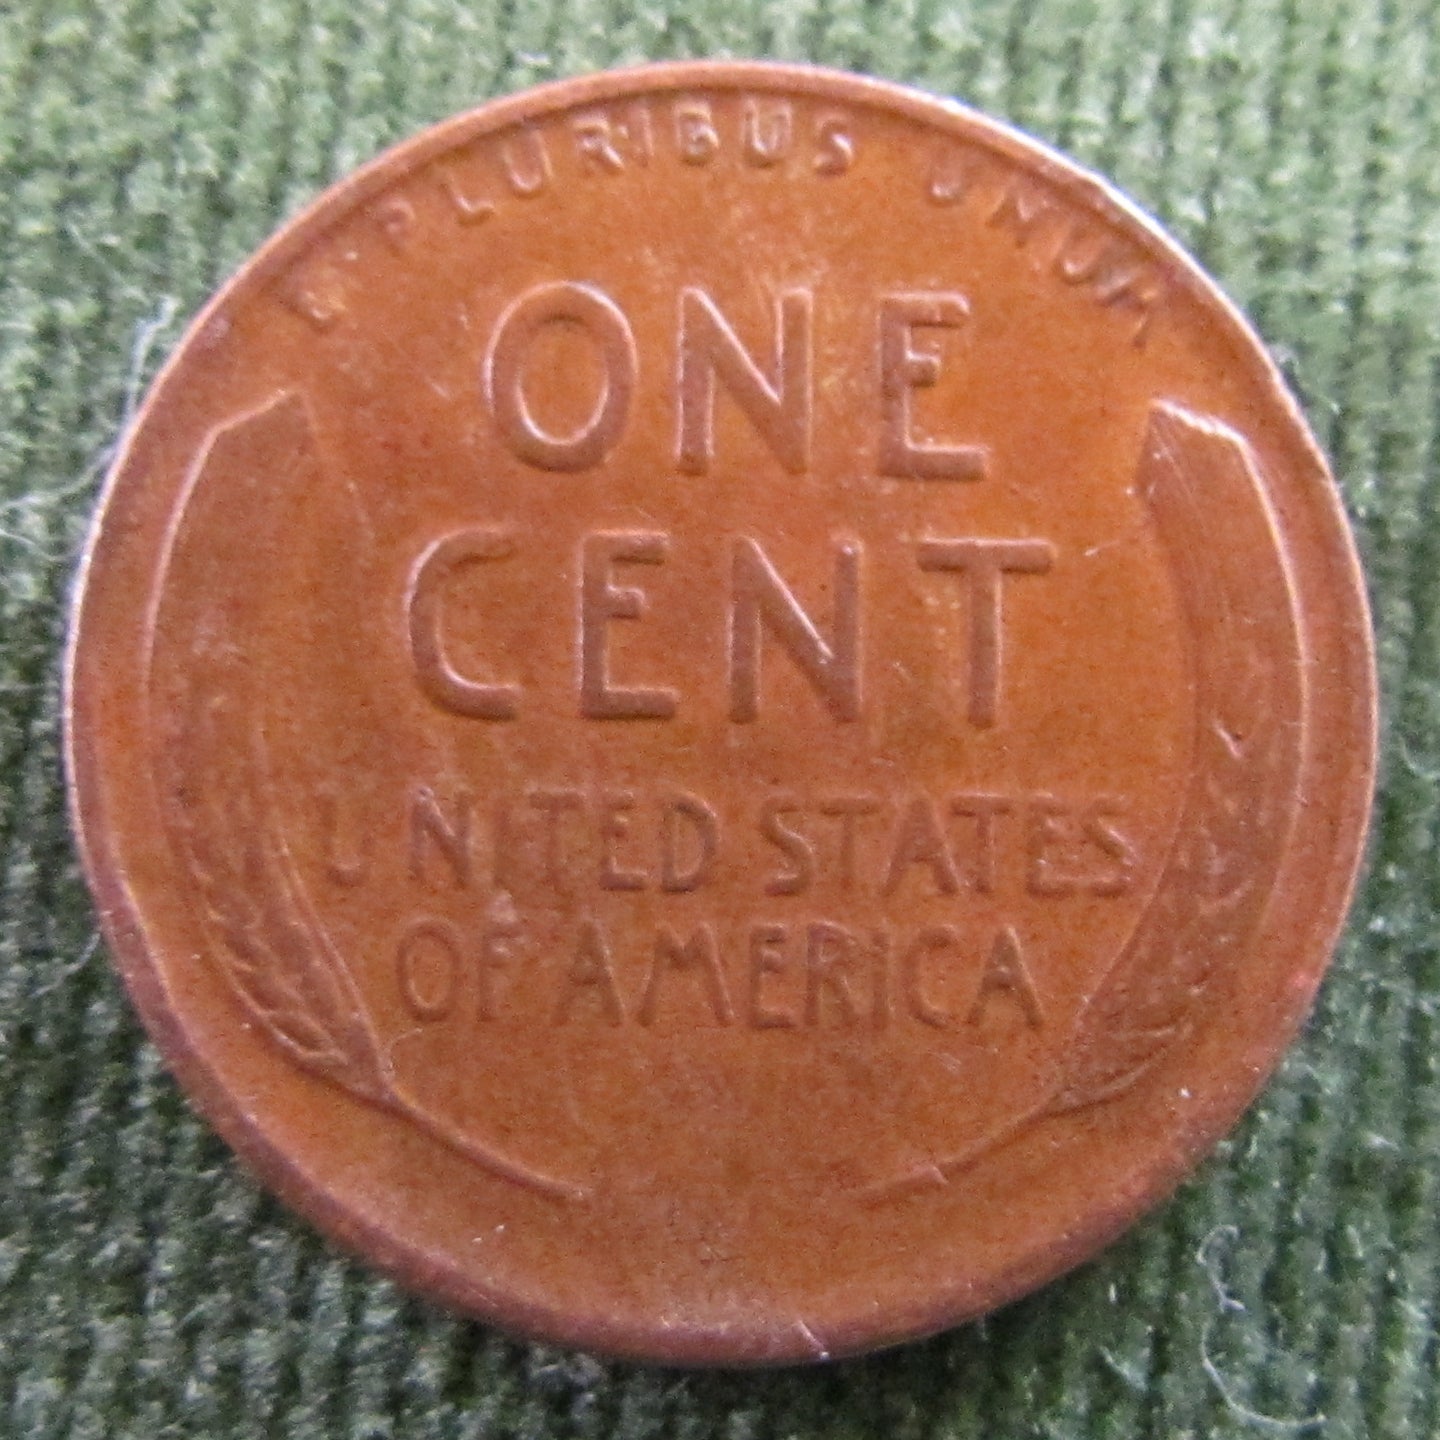 E PLURIBUS UNUM
ONE
CENT
UNITED STATES
OF AMERICA